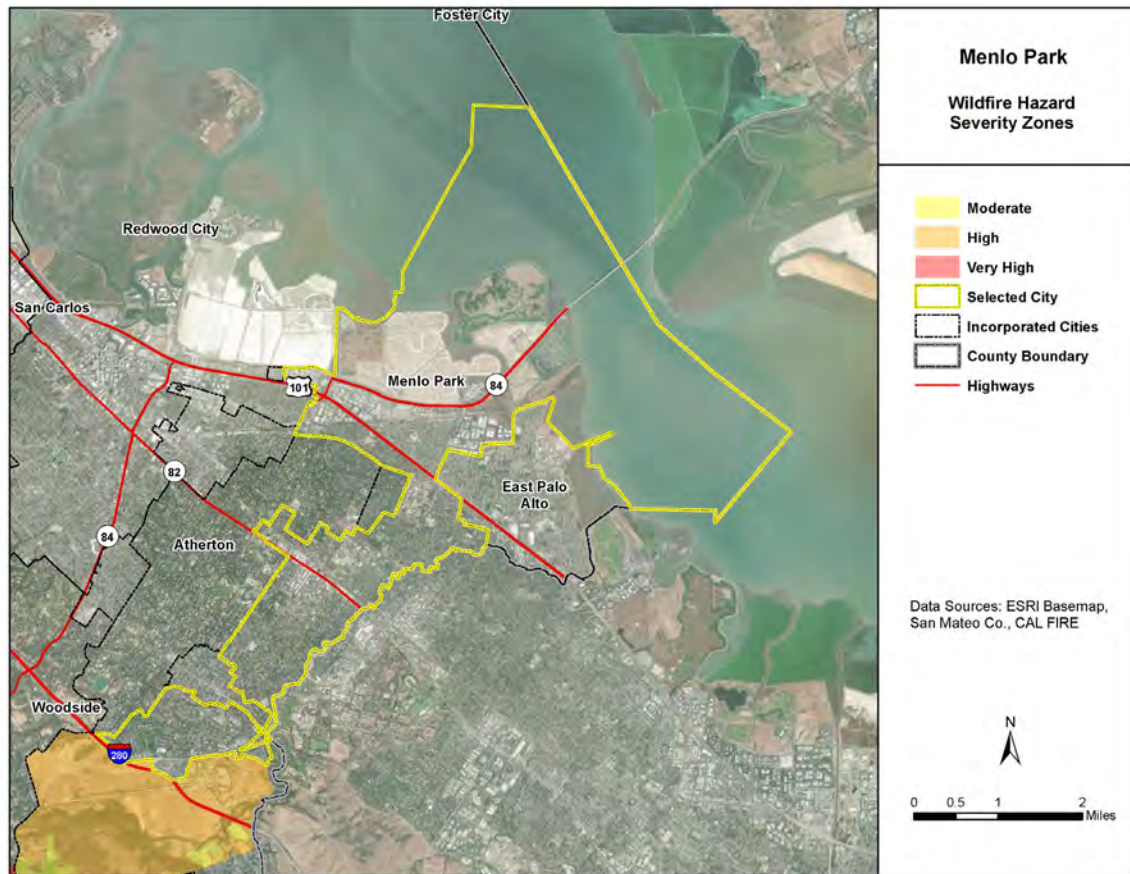 Foster City
Redwood City
San Carlos
101
Menlo Park
84
82
East Palo
Alto
84
Atherton
Woodside
280
Menlo Park
Wildfire Hazard
Severity Zones
Moderate
High
Very High
Selected City
Incorporated Cities
County Boundary
Highways
Data Sources: ESRI Basemap,
San Mateo Co., CAL FIRE
N
0 0.5 1 2
Miles